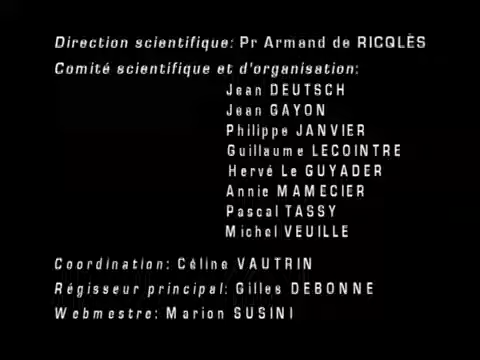 Direction scientifique: Pr Armand de RICQLÈS
Comité scientifique et d'organisation:
Jean DEUTSCH
Jean GAYON
Philippe JANVIER
Guillaume LECOINTRE
Hervé Le GUYADER
Annie MAMECIER
Pascal TASSY
Michel VEUILLE
Coordination: Céline VAUTRIN
Régisseur principal: Gilles DEBONNE
Webmestre: Marion SUSINI